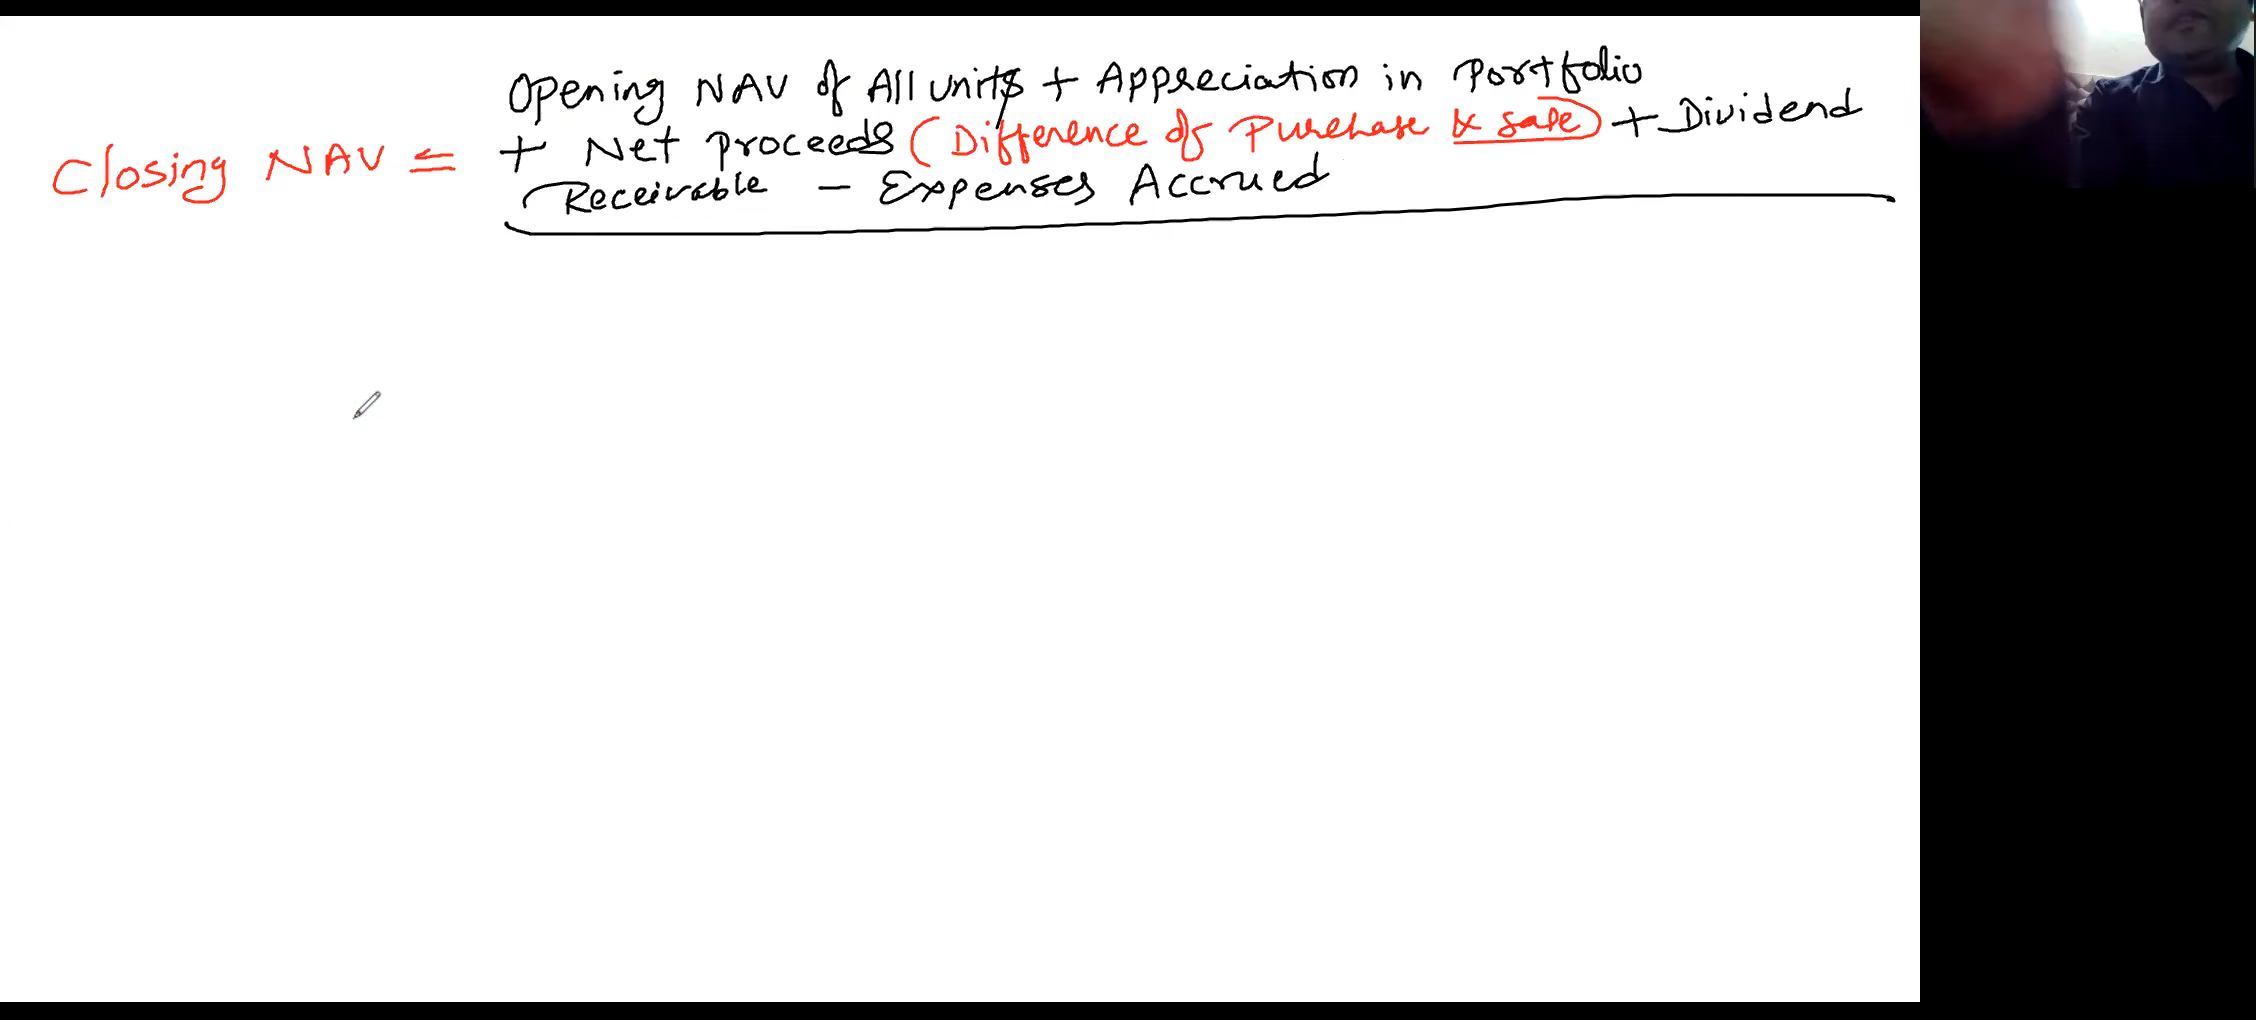 Opening NAV of All units + Appreciation in Portfolio
Closing NAV = + Net proceeds (Difference of Purchase & sale) + Dividend
Receivable - Expenses Accrued